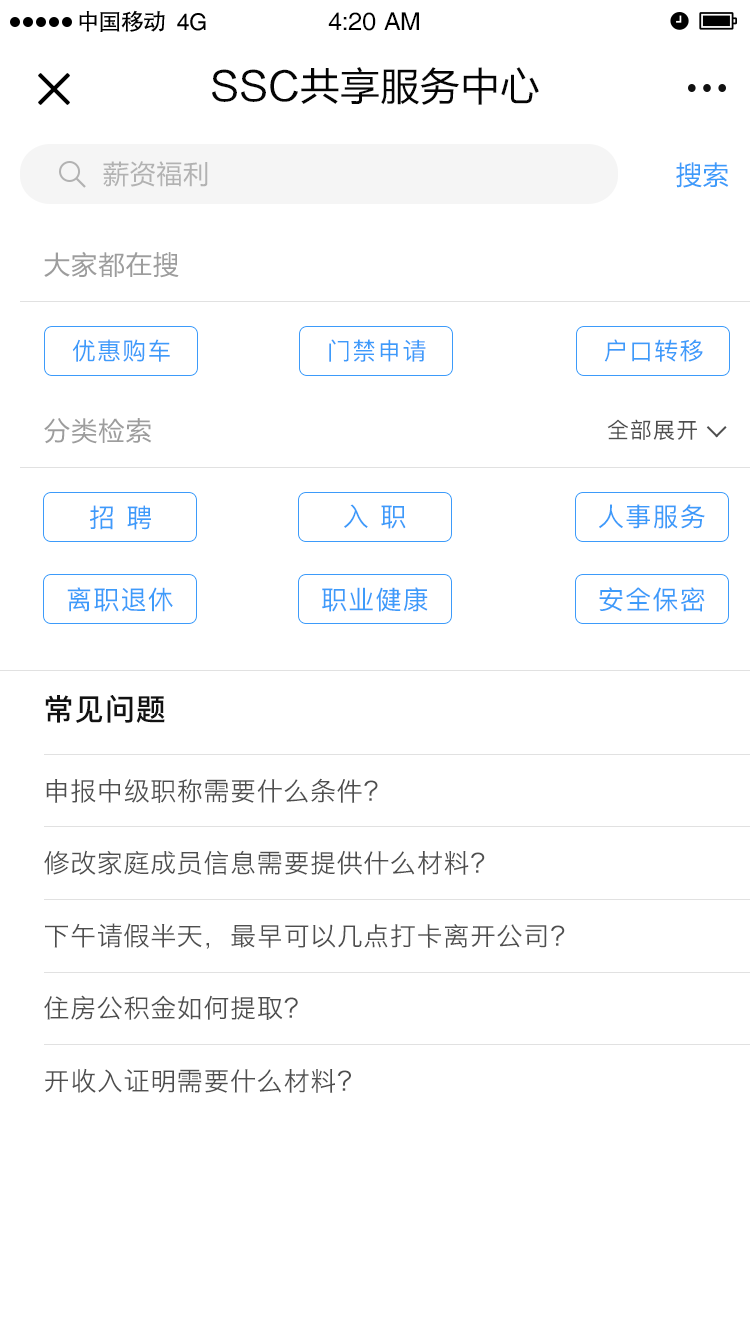 中国移动 4G 4:20 AM
SSC共享服务中心
薪资福利 搜索
大家都在搜
优惠购车 门禁申请 户口转移
分类检索 全部展开
招 聘 入 职 人事服务
离职退休 职业健康 安全保密
常见问题
申报中级职称需要什么条件?
修改家庭成员信息需要提供什么材料?
下午请假半天，最早可以几点打卡离开公司?
住房公积金如何提取?
开收入证明需要什么材料?